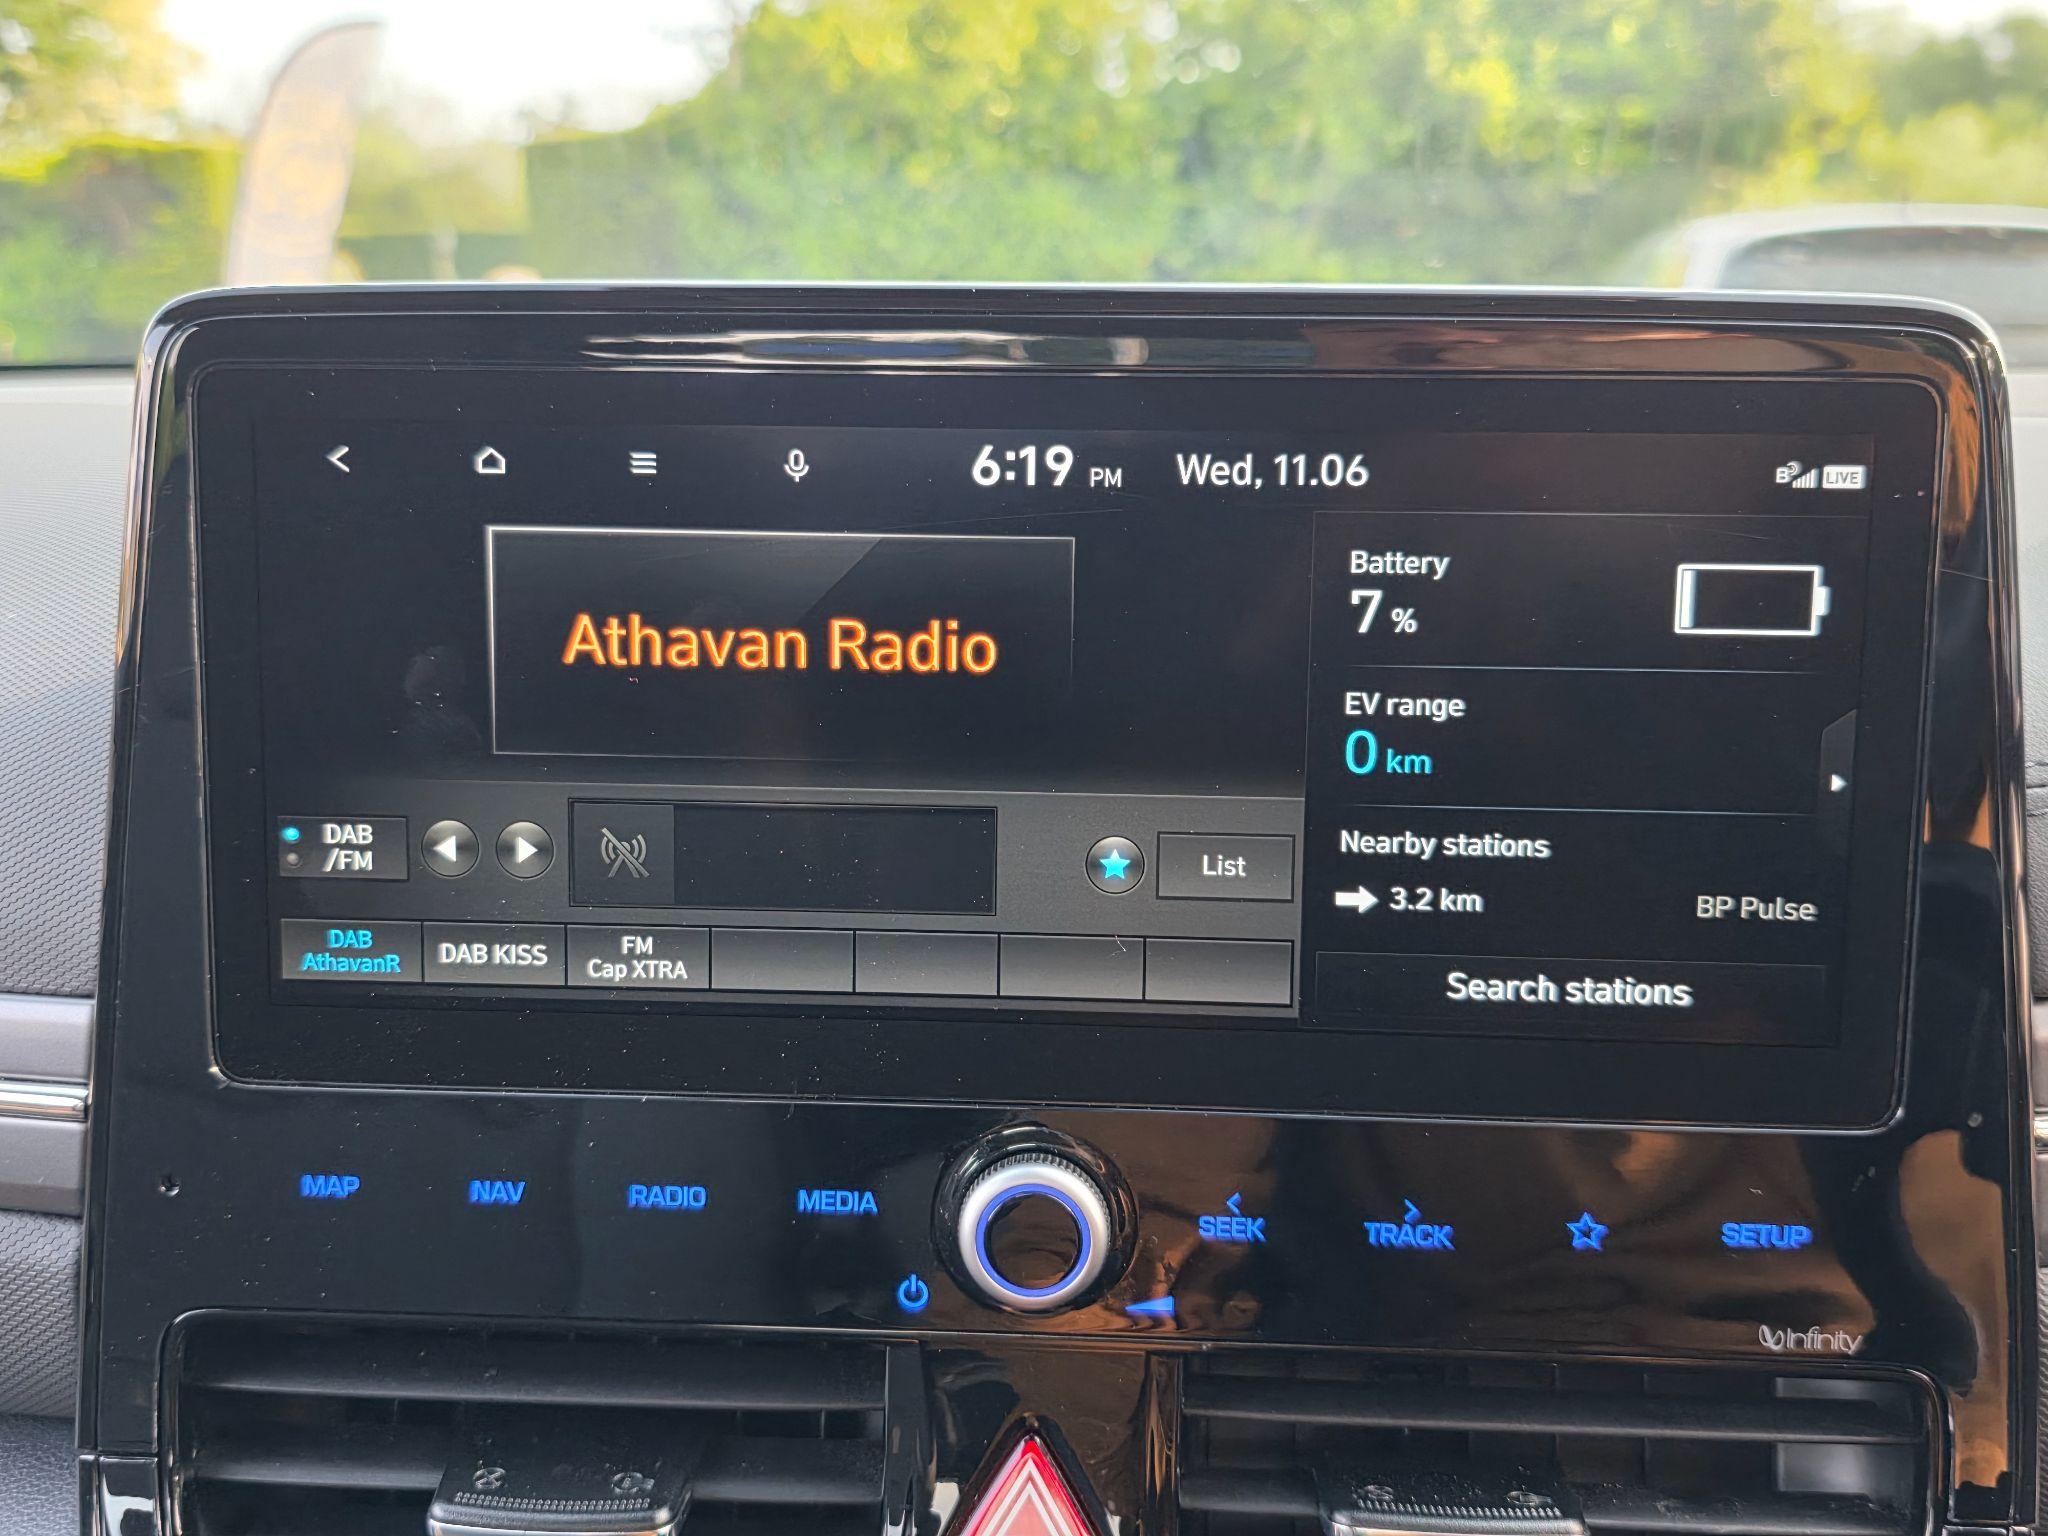 6:19 PM
Wed, 11.06
LIVE
Athavan Radio
Battery
7 %
EV range
0 km
Nearby stations
3.2 km
BP Pulse
Search stations
DAB
/FM
List
DAB
AthavanR
DAB KISS
FM
Cap XTRA
MAP
NAV
RADIO
MEDIA
SEEK
TRACK
SETUP
Infinity